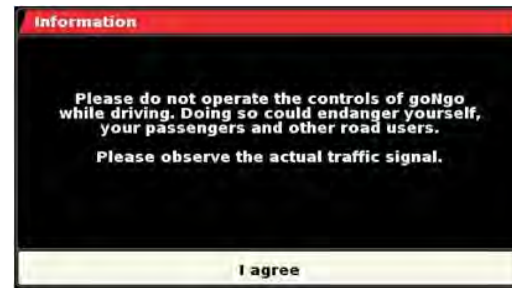 Information
Please do not operate the controls of goNgo
while driving. Doing so could endanger yourself,
your passengers and other road users.
Please observe the actual traffic signal.
I agree